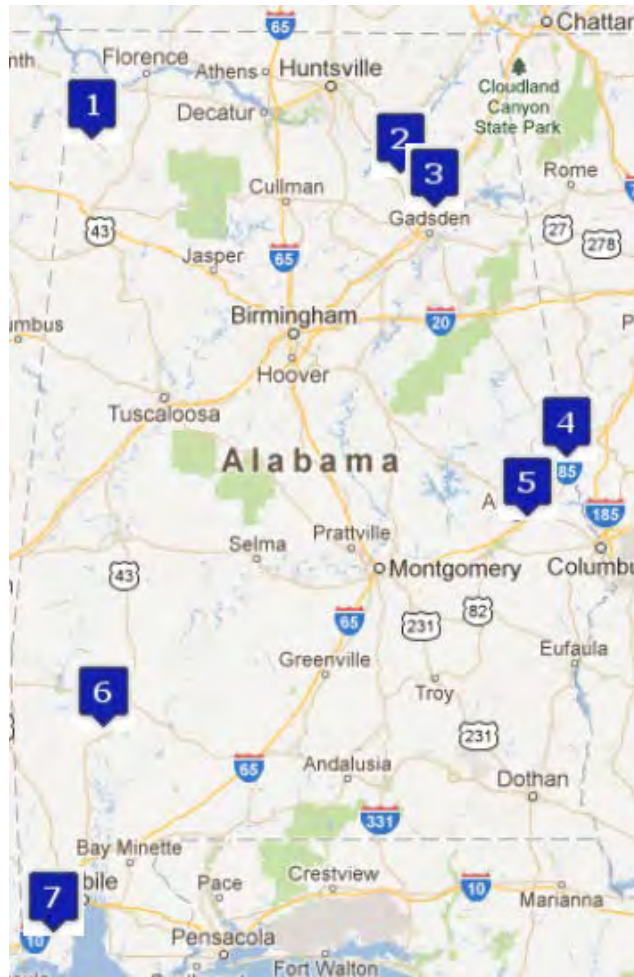 Chattan
65
Florence
Athens
Huntsville
Cloudland
Canyon
State Park
1
Decatur
2
3
Rome
Cullman
43
Gadsden
27
278
65
Jasper
Birmingham
20
umbus
Hoover
Tuscaloosa
4
Alabama
85
5
A
185
Prattville
Selma
Montgomery
Columbu
43
82
65
231
Eufaula
Greenville
6
Troy
231
65
Andalusia
Dothan
331
Bay Minette
7
bile
Pace
Crestview
10
Marianna
10
Pensacola
Fort Walton